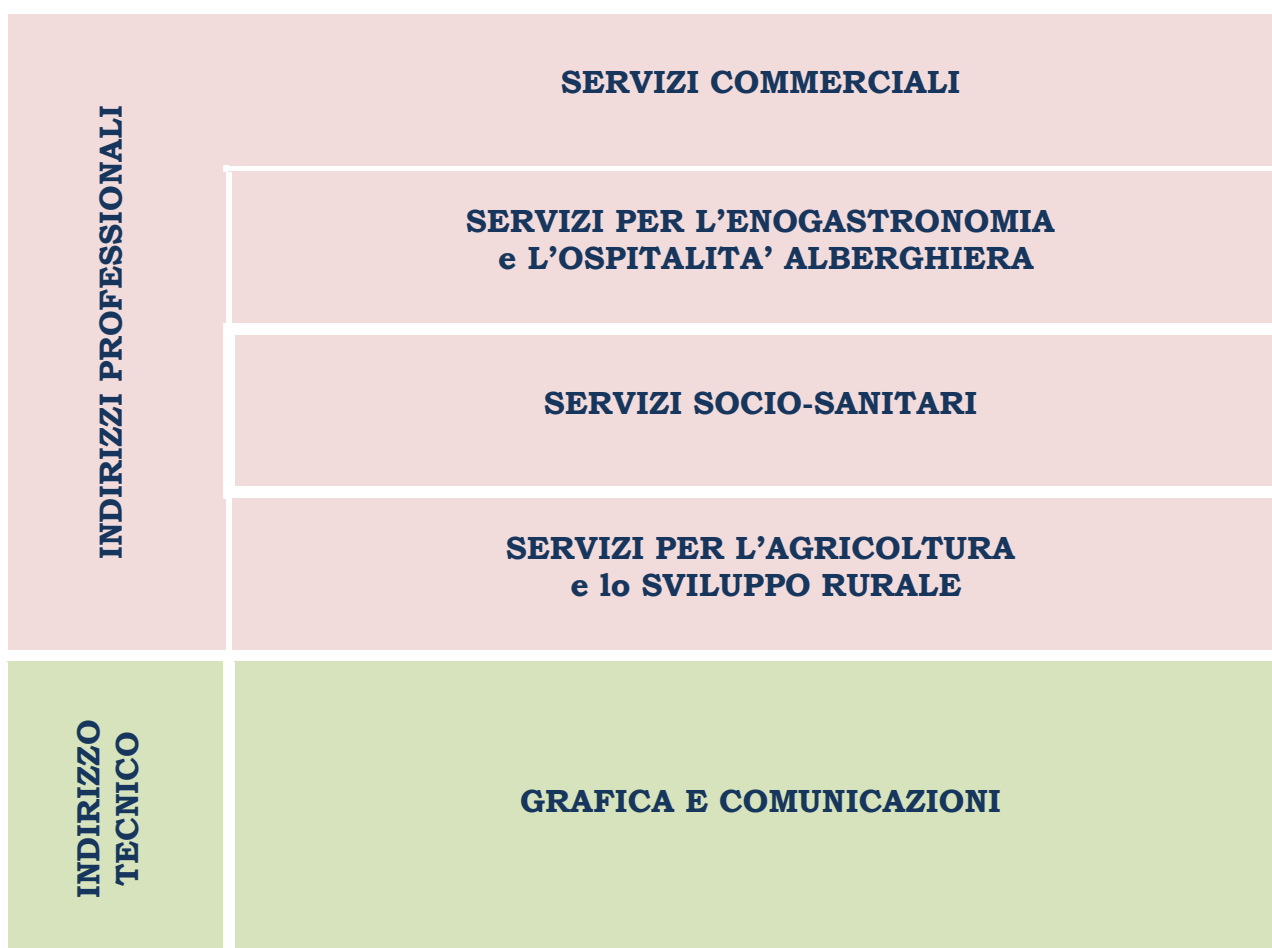 INDIRIZZI PROFESSIONALI
SERVIZI COMMERCIALI
SERVIZI PER L’ENOGASTRONOMIA
e L’OSPITALITA’ ALBERGHIERA
SERVIZI SOCIO-SANITARI
SERVIZI PER L’AGRICOLTURA
e lo SVILUPPO RURALE
INDIRIZZO
TECNICO
GRAFICA E COMUNICAZIONI